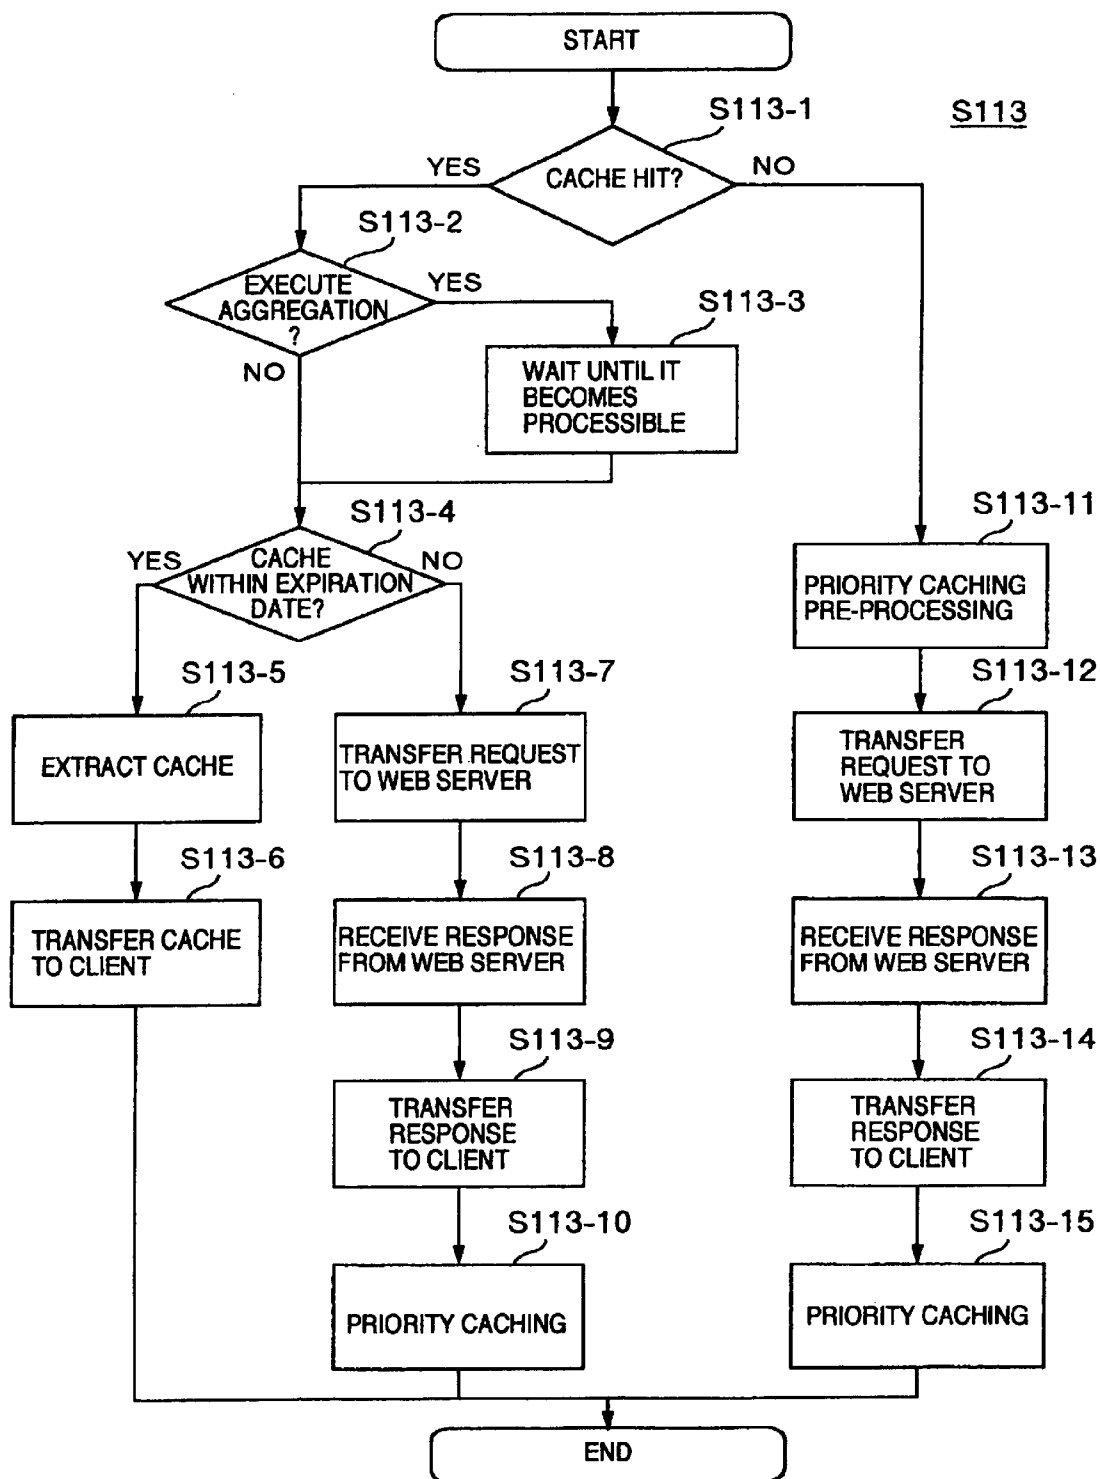 START
S113-1
S113
CACHE HIT?
YES
NO
S113-2
EXECUTE
AGGREGATION
?
YES
NO
S113-3
WAIT UNTIL IT
BECOMES
PROCESSIBLE
S113-4
CACHE
WITHIN EXPIRATION
DATE?
YES
NO
S113-11
PRIORITY CACHING
PRE-PROCESSING
S113-5
EXTRACT CACHE
S113-7
TRANSFER REQUEST
TO WEB SERVER
S113-12
TRANSFER
REQUEST TO
WEB SERVER
S113-6
TRANSFER CACHE
TO CLIENT
S113-8
RECEIVE RESPONSE
FROM WEB SERVER
S113-13
RECEIVE RESPONSE
FROM WEB SERVER
S113-9
TRANSFER
RESPONSE
TO CLIENT
S113-14
TRANSFER
RESPONSE
TO CLIENT
S113-10
PRIORITY CACHING
S113-15
PRIORITY CACHING
END